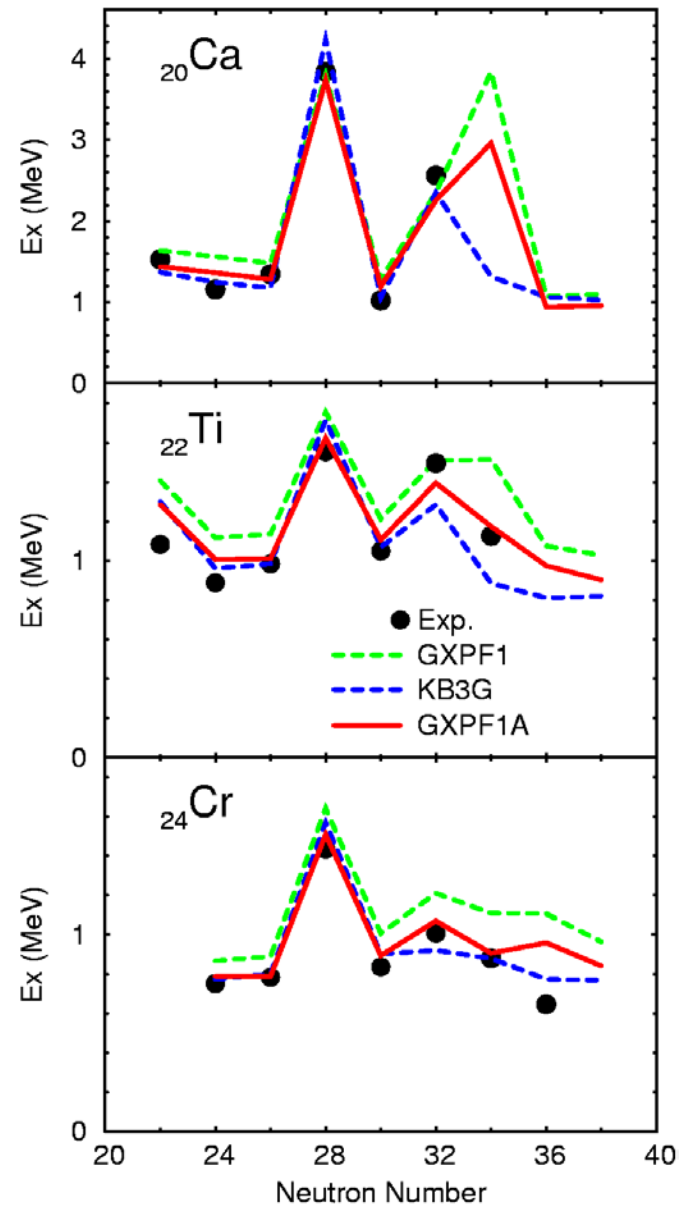 ₂₀Ca
4
3
2
1
0
Ex (MeV)
₂₂Ti
1
0
Ex (MeV)
Exp.
GXPF1
KB3G
GXPF1A
₂₄Cr
1
0
Ex (MeV)
20 24 28 32 36 40
Neutron Number